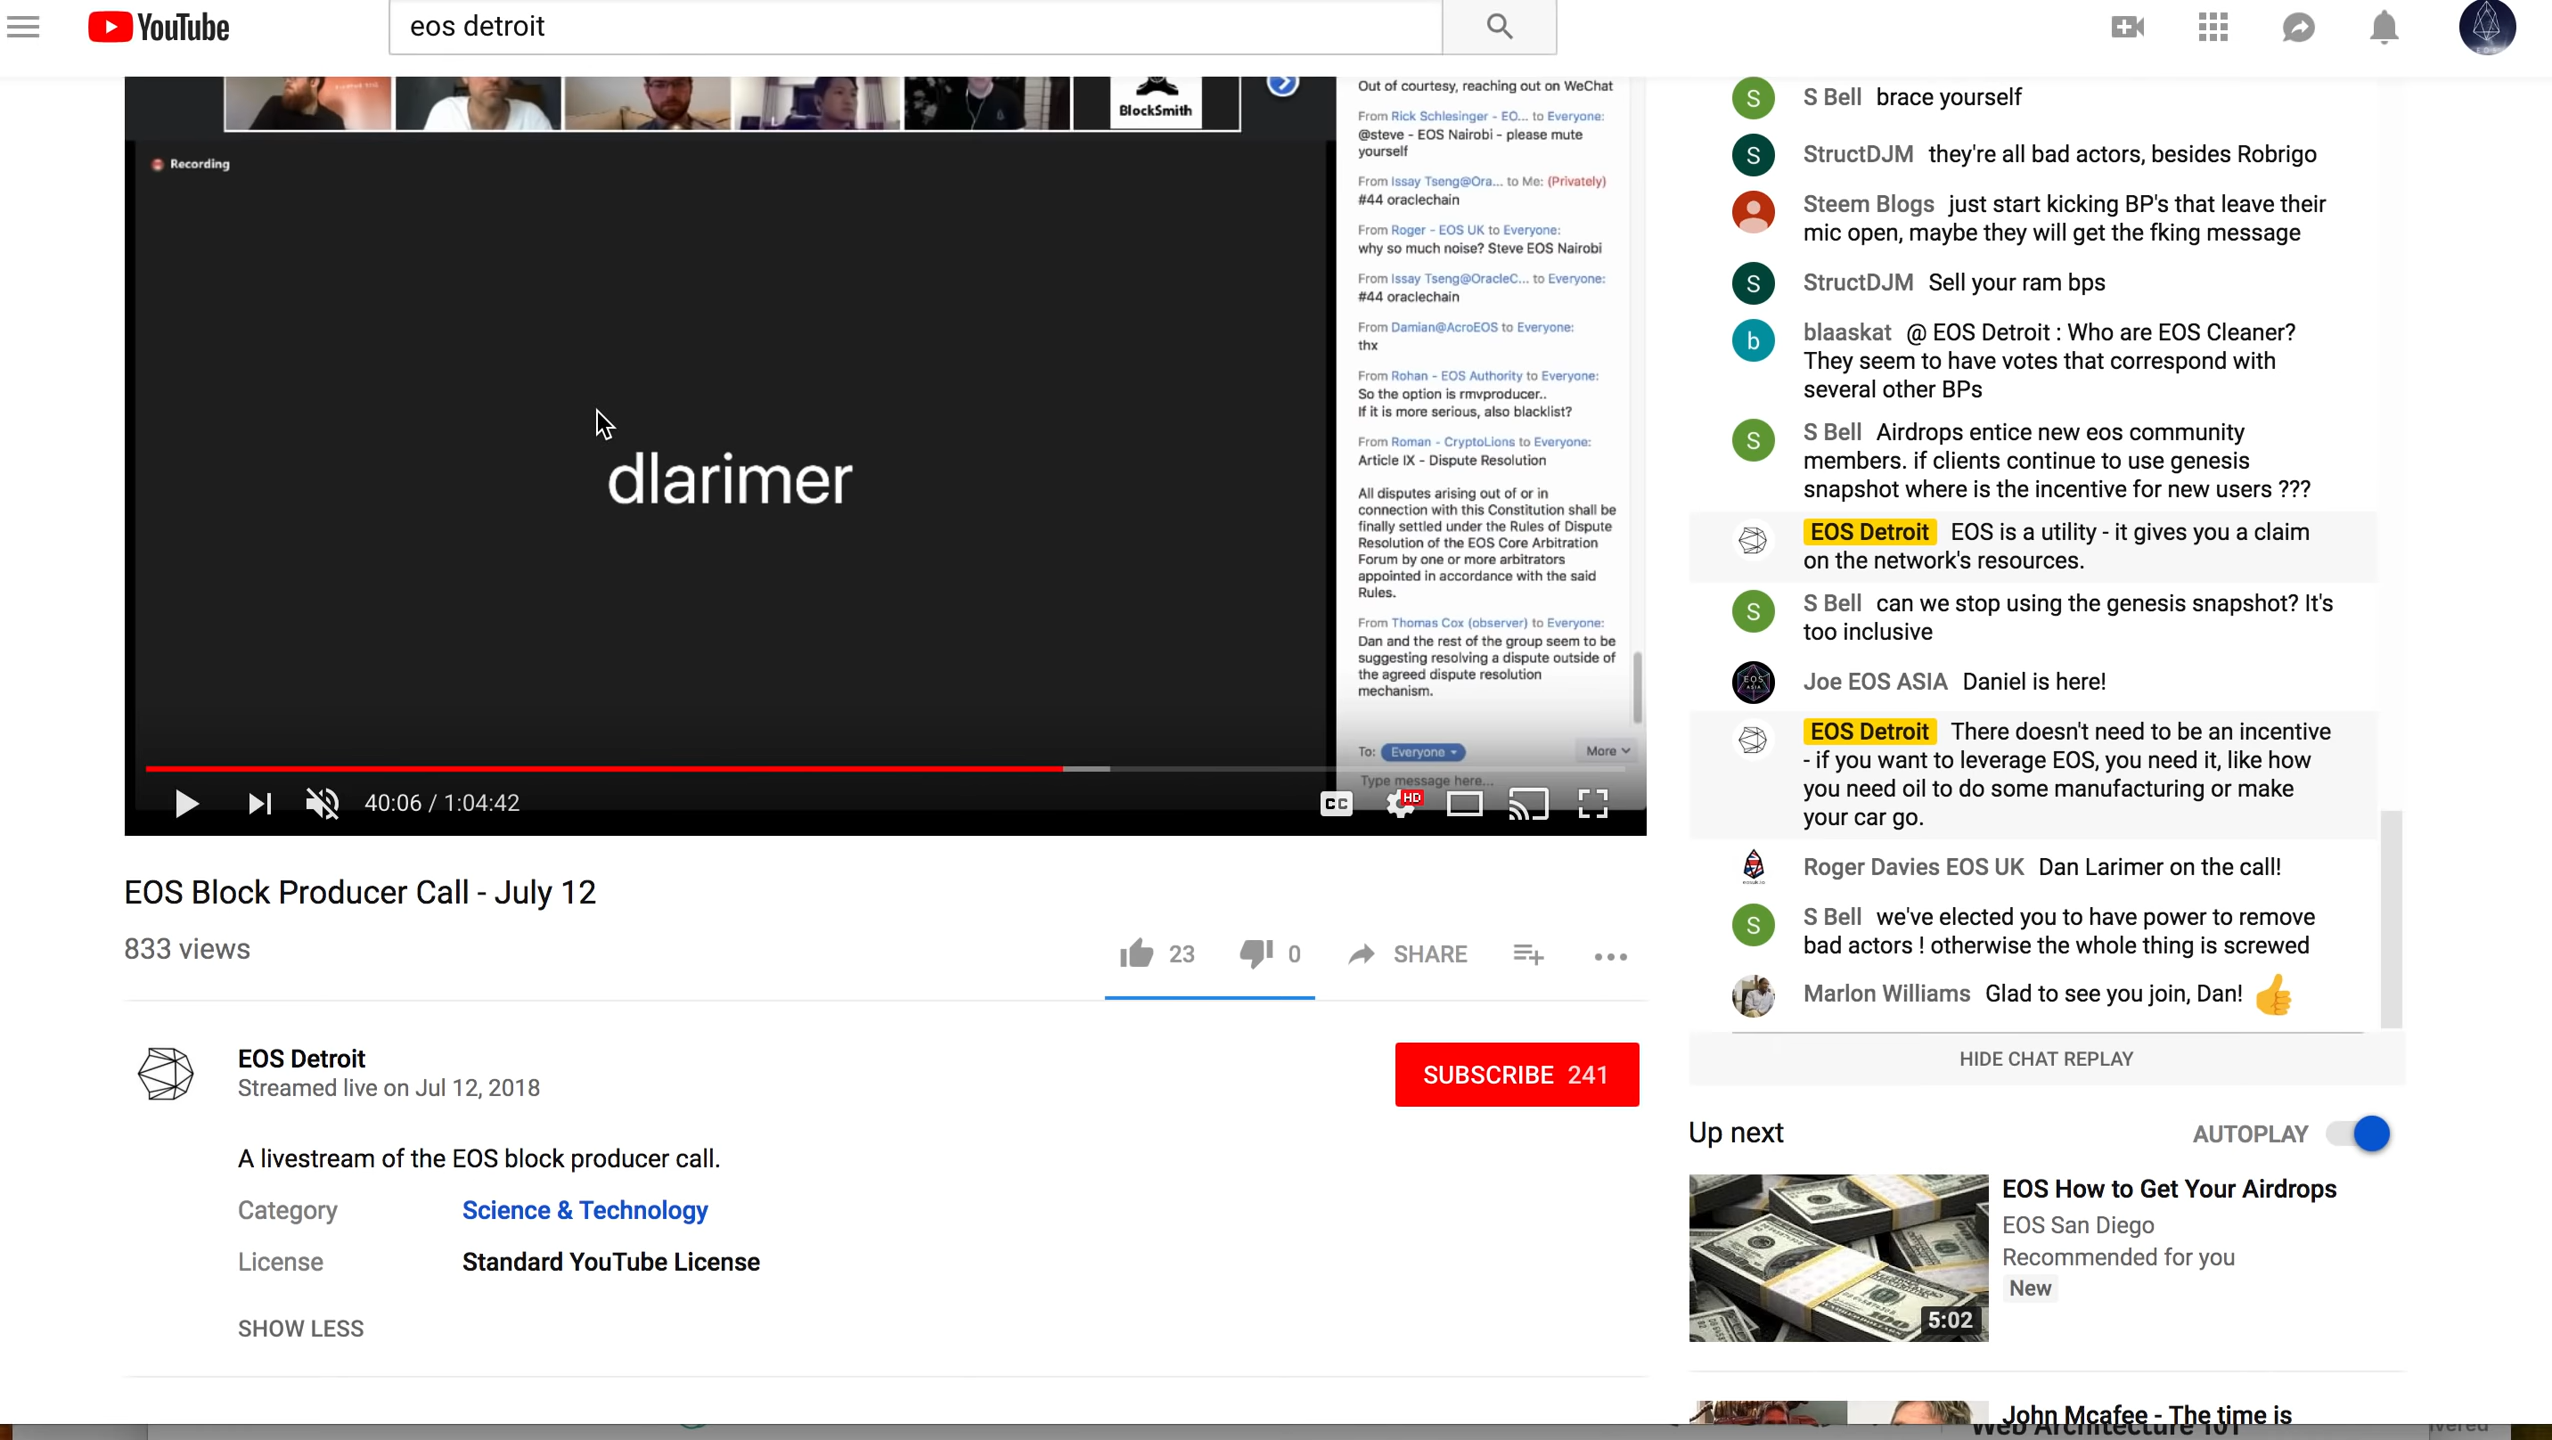 YouTube
eos detroit
BlockSmith
Recording
dlarimer
Out of courtesy, reaching out on WeChat
From Rick Schlesinger - EO... to Everyone:
@steve - EOS Nairobi - please mute
yourself
From Issay Tseng@Ora... to Me: (Privately)
#44 oraclechain
From Roger - EOS UK to Everyone:
why so much noise? Steve EOS Nairobi
From Issay Tseng@OracleC... to Everyone:
#44 oraclechain
From Damian@AcroEOS to Everyone:
thx
From Rohan - EOS Authority to Everyone:
So the option is rmvproducer..
If it is more serious, also blacklist?
From Roman - CryptoLions to Everyone:
Article IX - Dispute Resolution
All disputes arising out of or in
connection with this Constitution shall be
finally settled under the Rules of Dispute
Resolution of the EOS Core Arbitration
Forum by one or more arbitrators
appointed in accordance with the said
Rules.
From Thomas Cox (observer) to Everyone:
Dan and the rest of the group seem to be
suggesting resolving a dispute outside of
the agreed dispute resolution
mechanism.
To: Everyone
More
Type message here...
40:06 / 1:04:42
CC
HD
EOS Block Producer Call - July 12
833 views
23
0
SHARE
EOS Detroit
Streamed live on Jul 12, 2018
SUBSCRIBE 241
A livestream of the EOS block producer call.
Category Science & Technology
License Standard YouTube License
SHOW LESS
S Bell brace yourself
StructDJM they're all bad actors, besides Robrigo
Steem Blogs just start kicking BP's that leave their
mic open, maybe they will get the fking message
StructDJM Sell your ram bps
blaaskat @ EOS Detroit : Who are EOS Cleaner?
They seem to have votes that correspond with
several other BPs
S Bell Airdrops entice new eos community
members. if clients continue to use genesis
snapshot where is the incentive for new users ???
EOS Detroit EOS is a utility - it gives you a claim
on the network's resources.
S Bell can we stop using the genesis snapshot? It's
too inclusive
Joe EOS ASIA Daniel is here!
EOS Detroit There doesn't need to be an incentive
- if you want to leverage EOS, you need it, like how
you need oil to do some manufacturing or make
your car go.
Roger Davies EOS UK Dan Larimer on the call!
S Bell we've elected you to have power to remove
bad actors ! otherwise the whole thing is screwed
Marlon Williams Glad to see you join, Dan!
HIDE CHAT REPLAY
Up next
AUTOPLAY
EOS How to Get Your Airdrops
EOS San Diego
Recommended for you
New
5:02
John Mcafee - The time is
Web Architecture 101